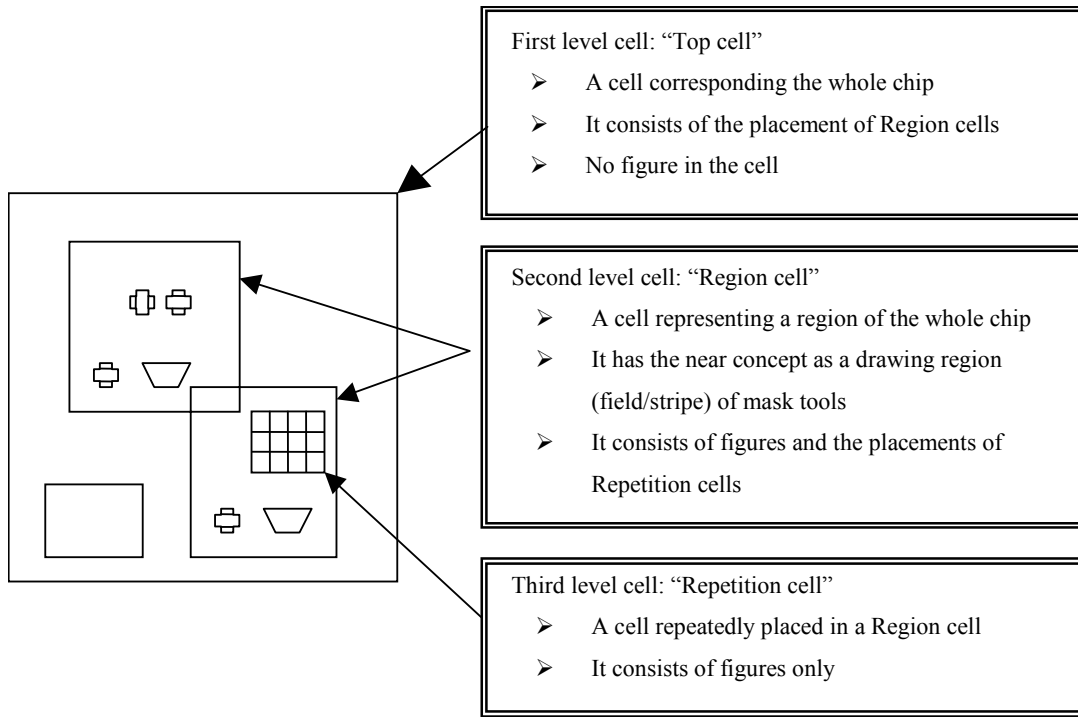 First level cell: “Top cell”
➢ A cell corresponding the whole chip
➢ It consists of the placement of Region cells
➢ No figure in the cell
Second level cell: “Region cell”
➢ A cell representing a region of the whole chip
➢ It has the near concept as a drawing region
(field/stripe) of mask tools
➢ It consists of figures and the placements of
Repetition cells
Third level cell: “Repetition cell”
➢ A cell repeatedly placed in a Region cell
➢ It consists of figures only